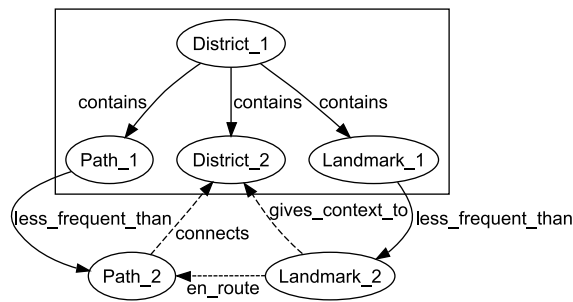 District_1
contains
contains
contains
Path_1
District_2
Landmark_1
less_frequent_than
gives_context_to
less_frequent_than
connects
Path_2
en_route
Landmark_2